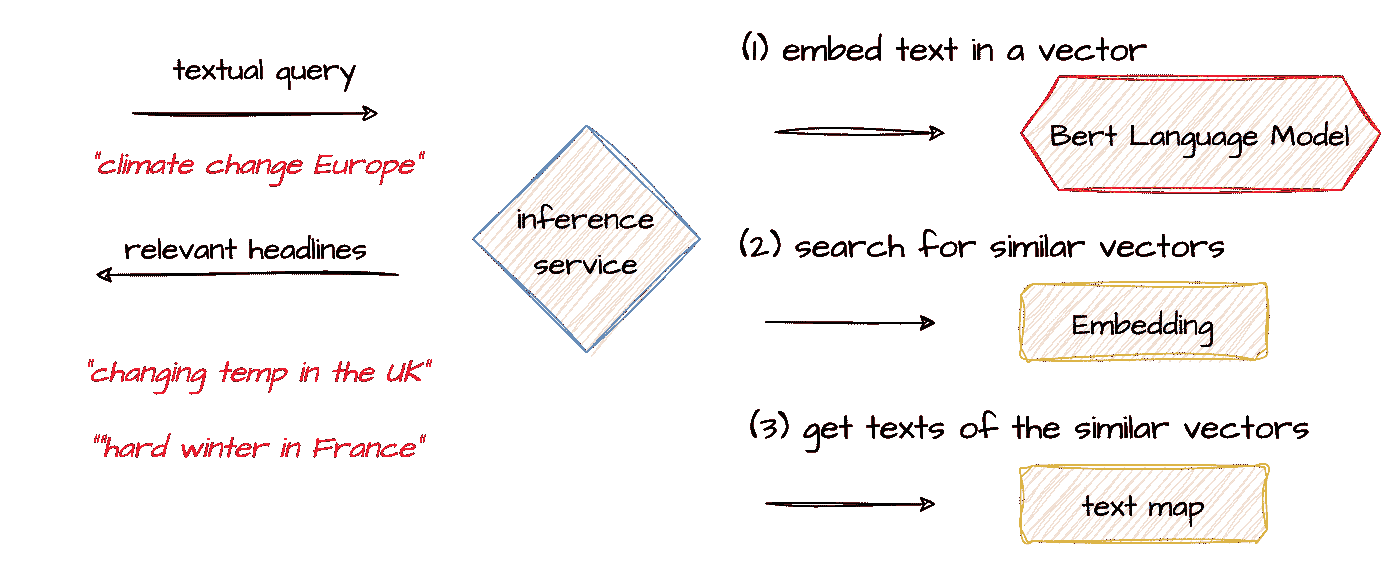 textual query
"climate change Europe"
relevant headlines
"changing temp in the UK"
""hard winter in France"
inference
service
(1) embed text in a vector
Bert Language Model
(2) search for similar vectors
Embedding
(3) get texts of the similar vectors
text map